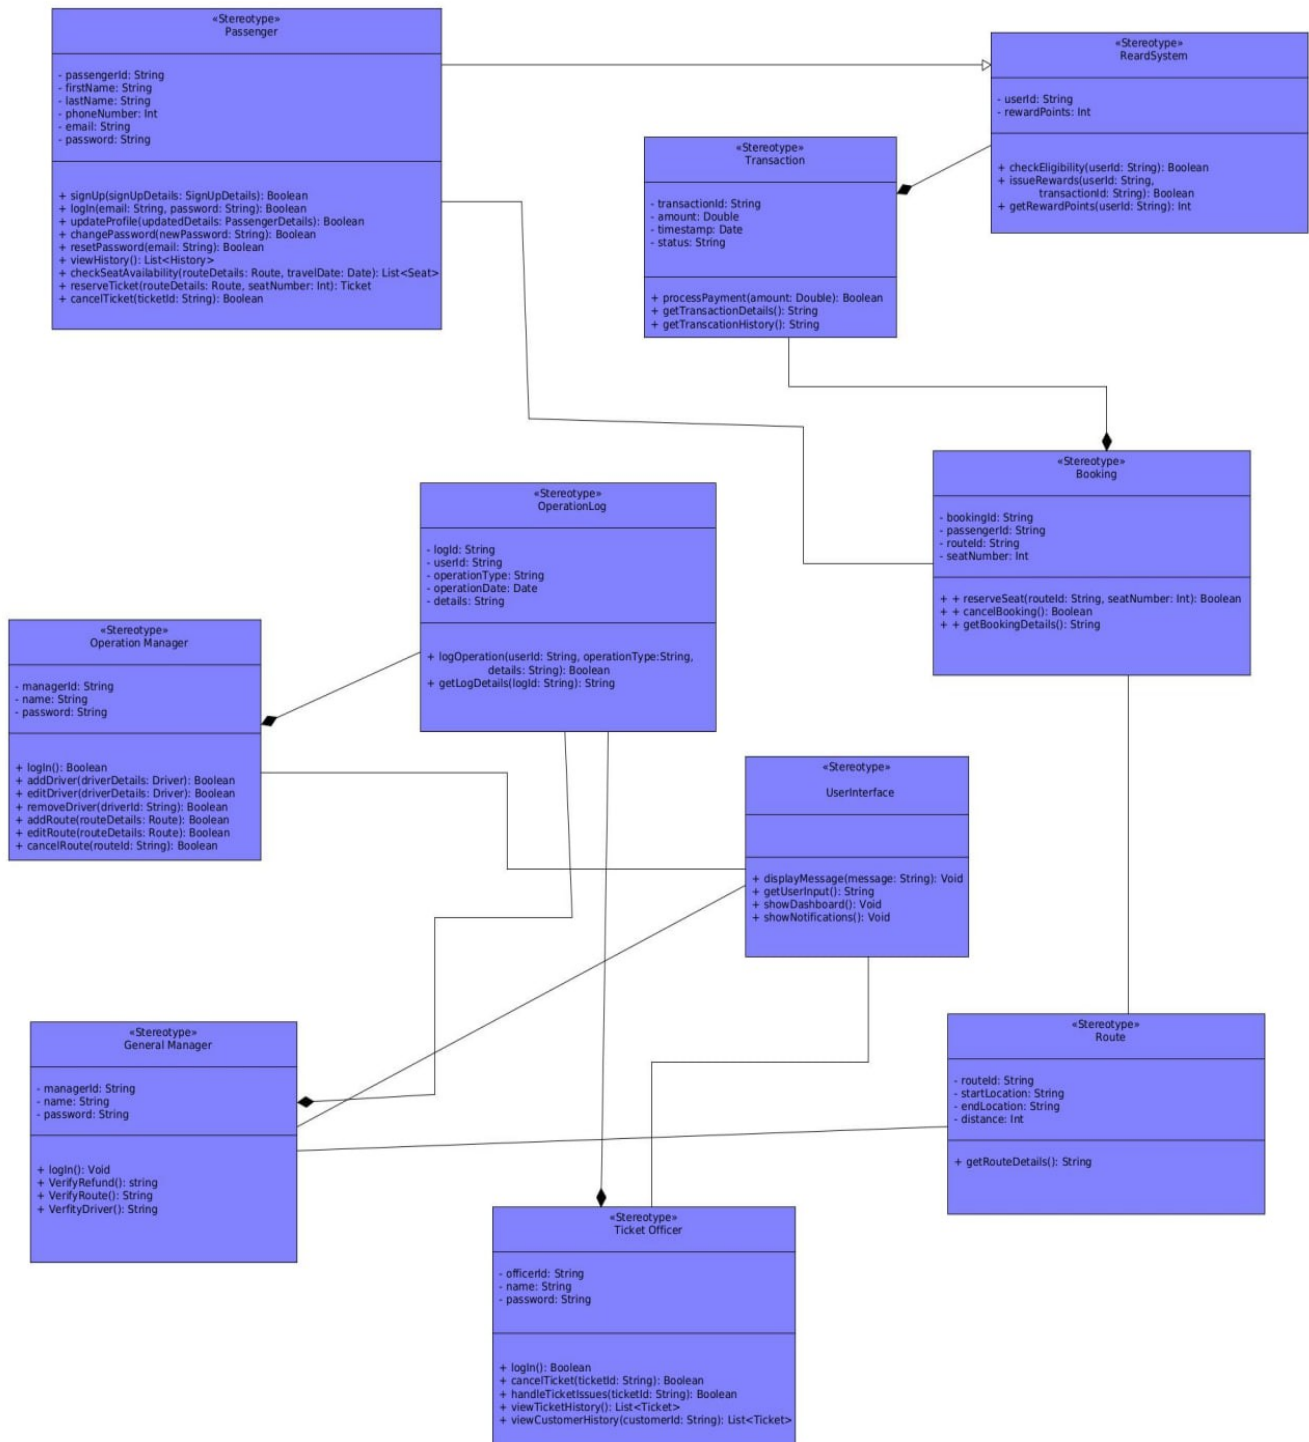 «Stereotype»
Passenger
- passengerId: String
- firstName: String
- lastName: String
- phoneNumber: Int
- email: String
- password: String
+ signUp(signUpDetails: SignUpDetails): Boolean
+ logIn(email: String, password: String): Boolean
+ updateProfile(updatedDetails: PassengerDetails): Boolean
+ changePassword(newPassword: String): Boolean
+ resetPassword(email: String): Boolean
+ viewHistory(): List<History>
+ checkSeatAvailability(routeDetails: Route, travelDate: Date): List<Seat>
+ reserveTicket(routeDetails: Route, seatNumber: Int): Ticket
+ cancelTicket(ticketId: String): Boolean
«Stereotype»
ReardSystem
- userId: String
- rewardPoints: Int
+ checkEligibility(userId: String): Boolean
+ issueRewards(userId: String,
transactionId: String): Boolean
+ getRewardPoints(userId: String): Int
«Stereotype»
Transaction
- transactionId: String
- amount: Double
- timestamp: Date
- status: String
+ processPayment(amount: Double): Boolean
+ getTransactionDetails(): String
+ getTranscationHistory(): String
«Stereotype»
Booking
- bookingId: String
- passengerId: String
- routeId: String
- seatNumber: Int
+ + reserveSeat(routeId: String, seatNumber: Int): Boolean
+ + cancelBooking(): Boolean
+ + getBookingDetails(): String
«Stereotype»
OperationLog
- logId: String
- userId: String
- operationType: String
- operationDate: Date
- details: String
+ logOperation(userId: String, operationType:String,
details: String): Boolean
+ getLogDetails(logId: String): String
«Stereotype»
Operation Manager
- managerId: String
- name: String
- password: String
+ logIn(): Boolean
+ addDriver(driverDetails: Driver): Boolean
+ editDriver(driverDetails: Driver): Boolean
+ removeDriver(driverId: String): Boolean
+ addRoute(routeDetails: Route): Boolean
+ editRoute(routeDetails: Route): Boolean
+ cancelRoute(routeId: String): Boolean
«Stereotype»
UserInterface
+ displayMessage(message: String): Void
+ getUserInput(): String
+ showDashboard(): Void
+ showNotifications(): Void
«Stereotype»
General Manager
- managerId: String
- name: String
- password: String
+ logIn(): Void
+ VerifyRefund(): string
+ VerifyRoute(): String
+ VerfityDriver(): String
«Stereotype»
Route
- routeId: String
- startLocation: String
- endLocation: String
- distance: Int
+ getRouteDetails(): String
«Stereotype»
Ticket Officer
- officerId: String
- name: String
- password: String
+ logIn(): Boolean
+ cancelTicket(ticketId: String): Boolean
+ handleTicketIssues(ticketId: String): Boolean
+ viewTicketHistory(): List<Ticket>
+ viewCustomerHistory(customerId: String): List<Ticket>